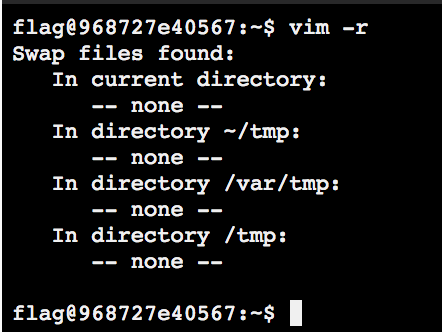 flag@968727e40567:~$ vim -r
Swap files found:
   In current directory:
      -- none --
   In directory ~/tmp:
      -- none --
   In directory /var/tmp:
      -- none --
   In directory /tmp:
      -- none --

flag@968727e40567:~$